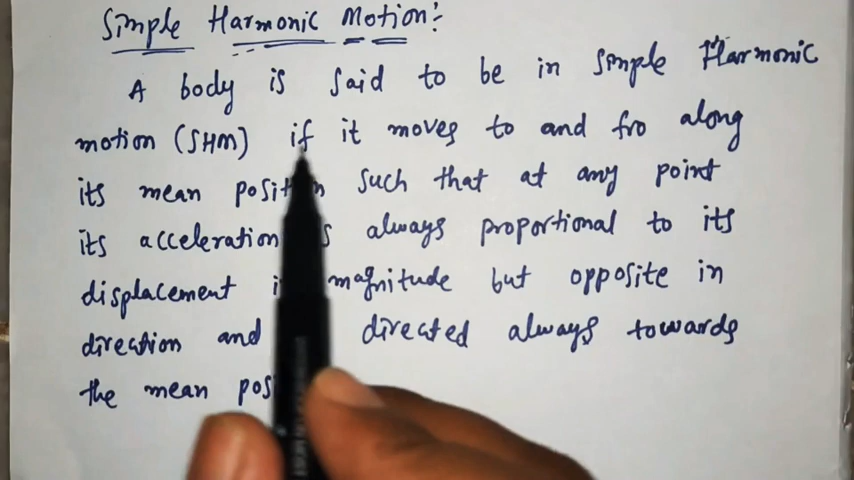 Simple Harmonic Motion:
A body is said to be in simple Harmonic
motion (SHM) if it moves to and fro along
its mean such that at any point
its acceleration always proportional to its
displacement magnitude but opposite in
direction and directed always towards
the mean